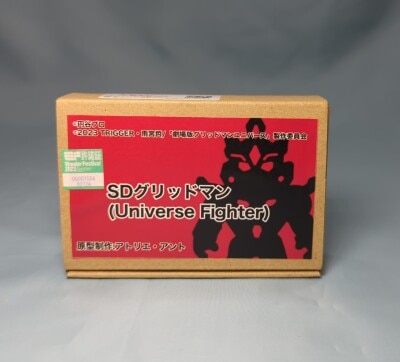 ©円谷プロ
©2023 TRIGGER・雨宮哲/「劇場版グリッドマンユニバース」製作委員会
SDグリッドマン
(Universe Fighter)
原型制作:アトリエ・アント